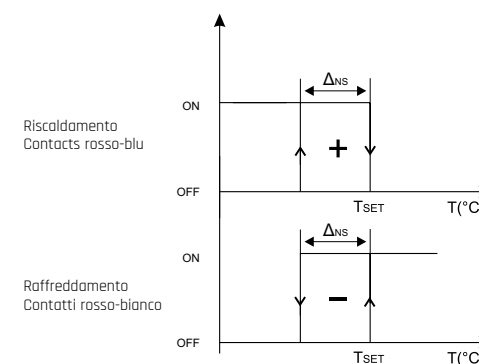 ΔNS
ON
Riscaldamento
Contacts rosso-blu
+
OFF
TSET T(°C
ΔNS
ON
Raffreddamento
Contatti rosso-bianco
−
OFF
TSET T(°C